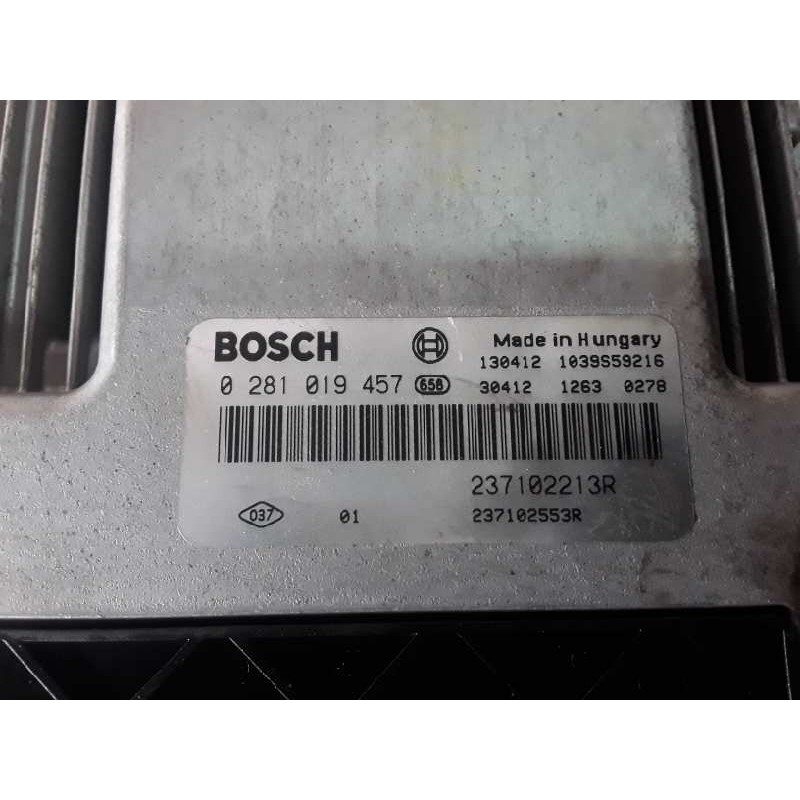 BOSCH
Made in Hungary
130412 1039S59216
0 281 019 457 658 30412 1263 0278
237102213R
037 01 237102553R